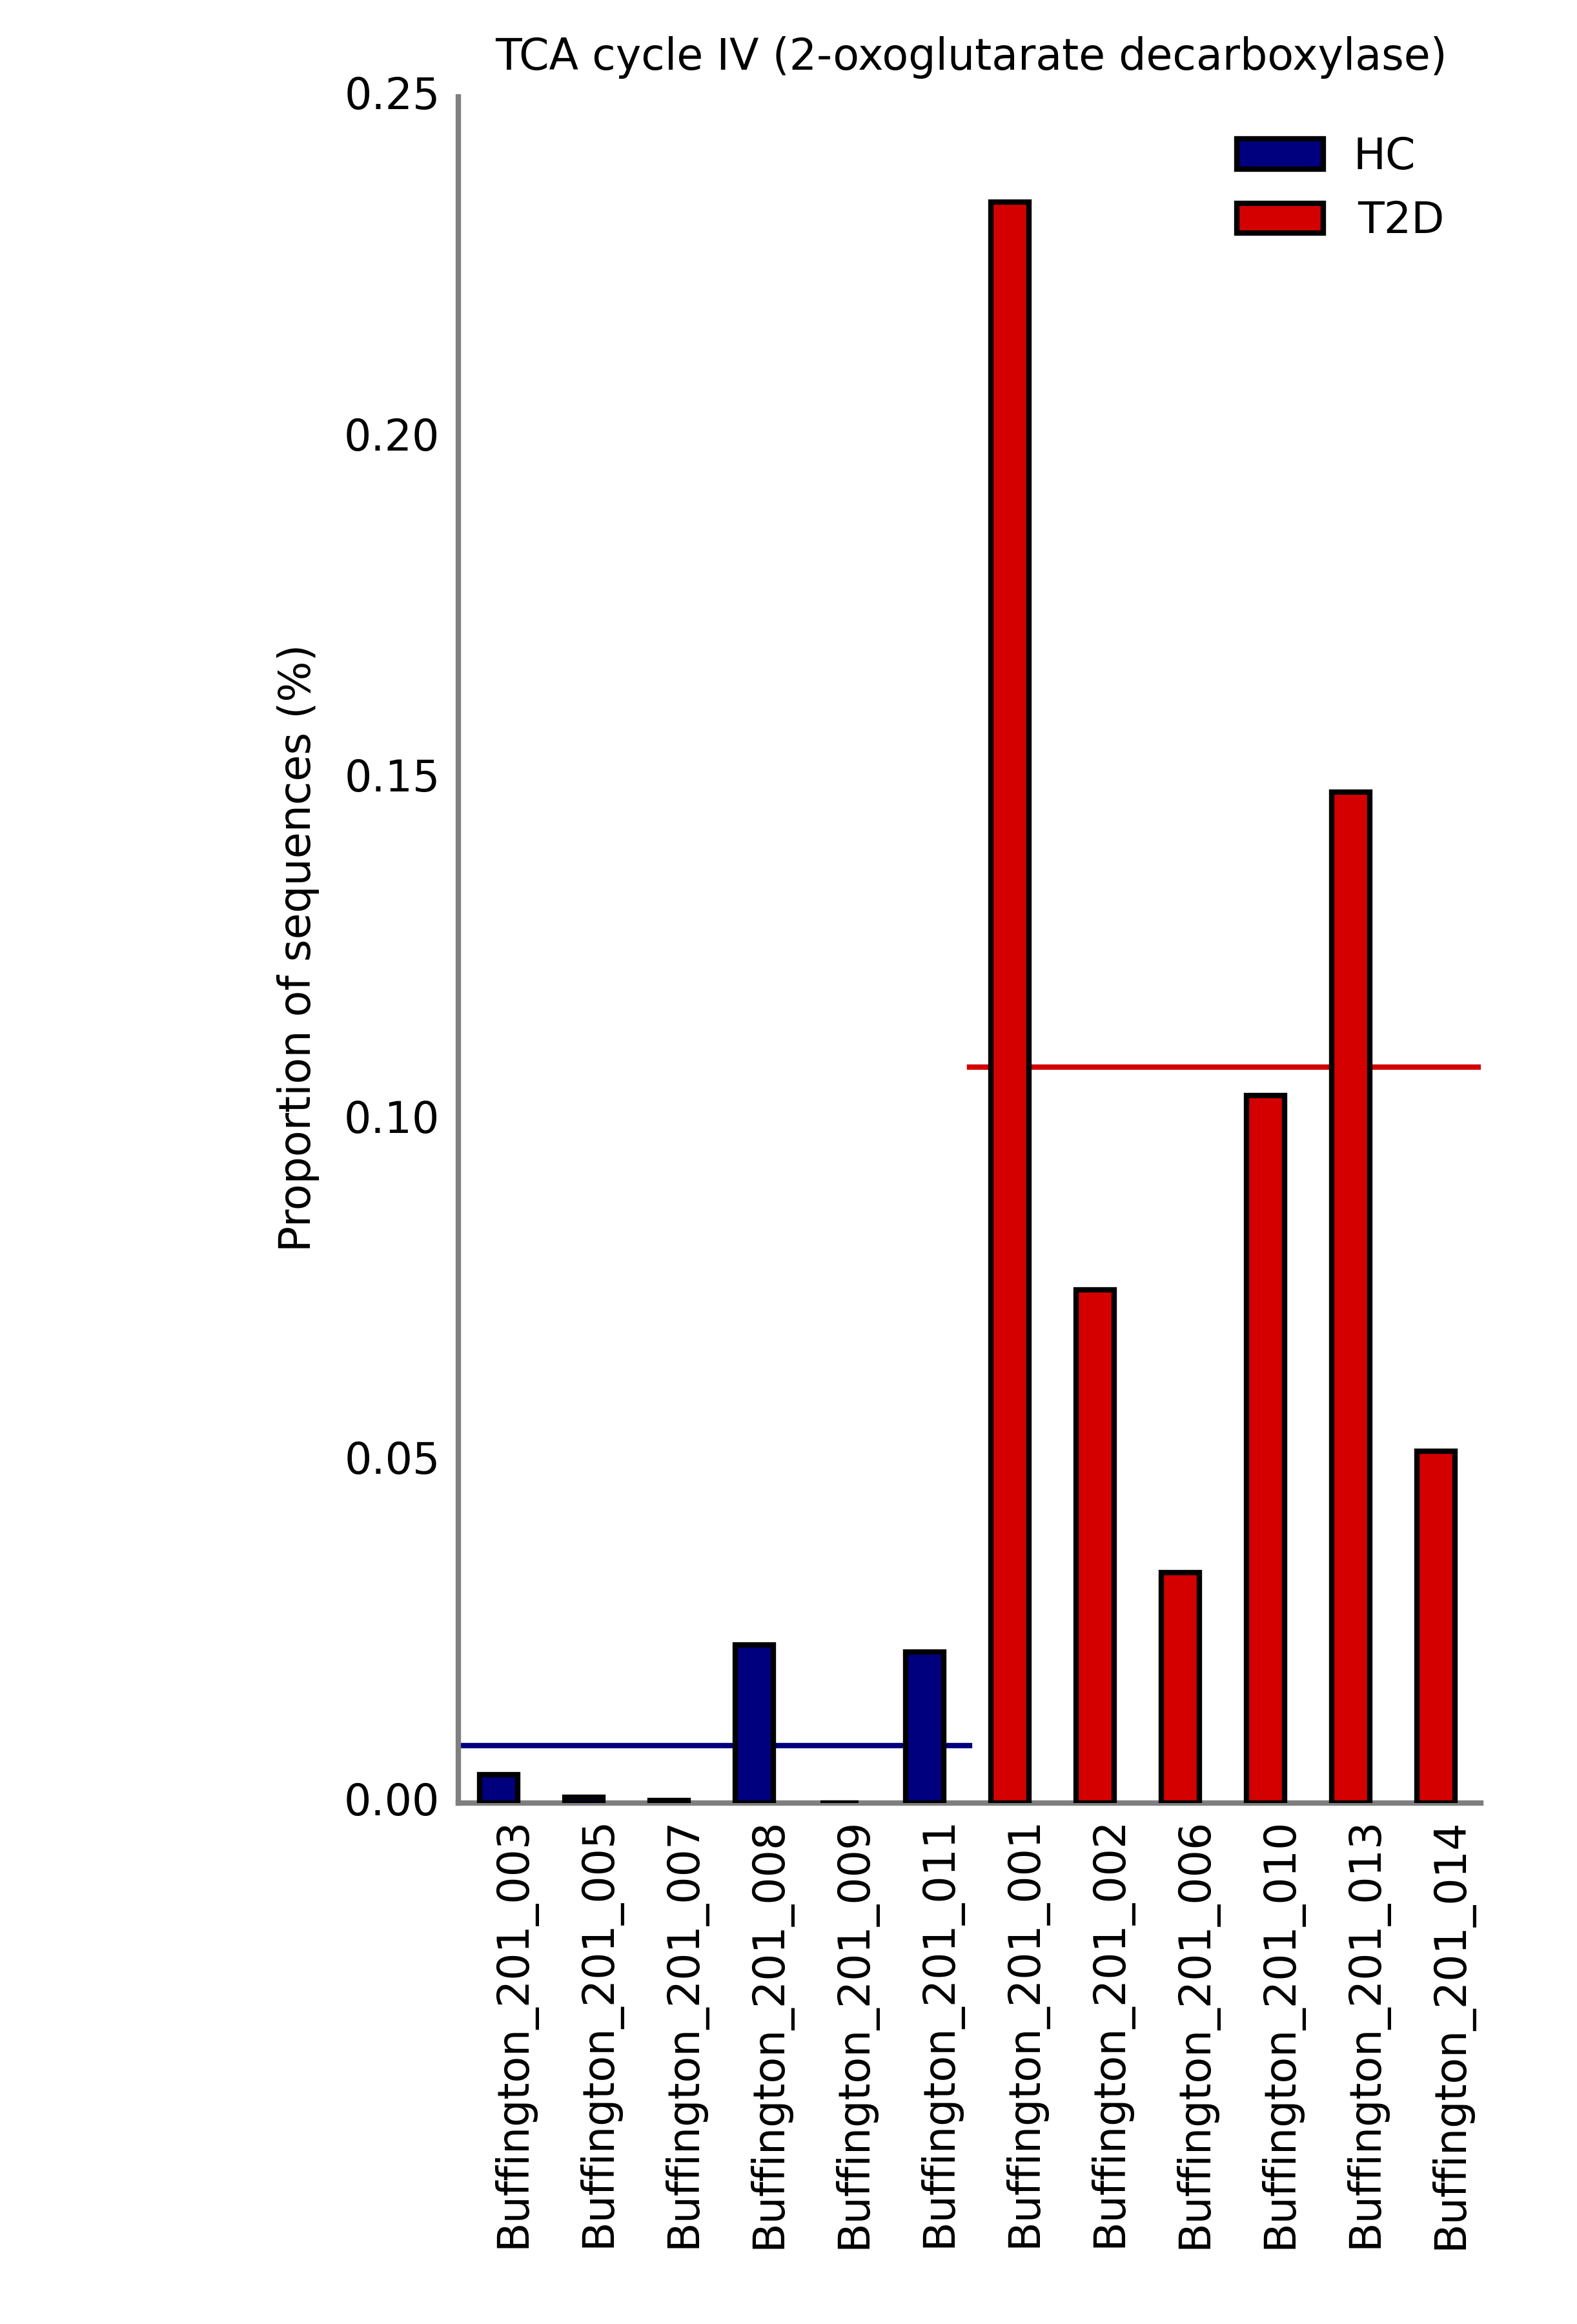 TCA cycle IV (2-oxoglutarate decarboxylase)
HC
T2D
Proportion of sequences (%)
0.25
0.20
0.15
0.10
0.05
0.00
Buffington_201_003
Buffington_201_005
Buffington_201_007
Buffington_201_008
Buffington_201_009
Buffington_201_011
Buffington_201_001
Buffington_201_002
Buffington_201_006
Buffington_201_010
Buffington_201_013
Buffington_201_014